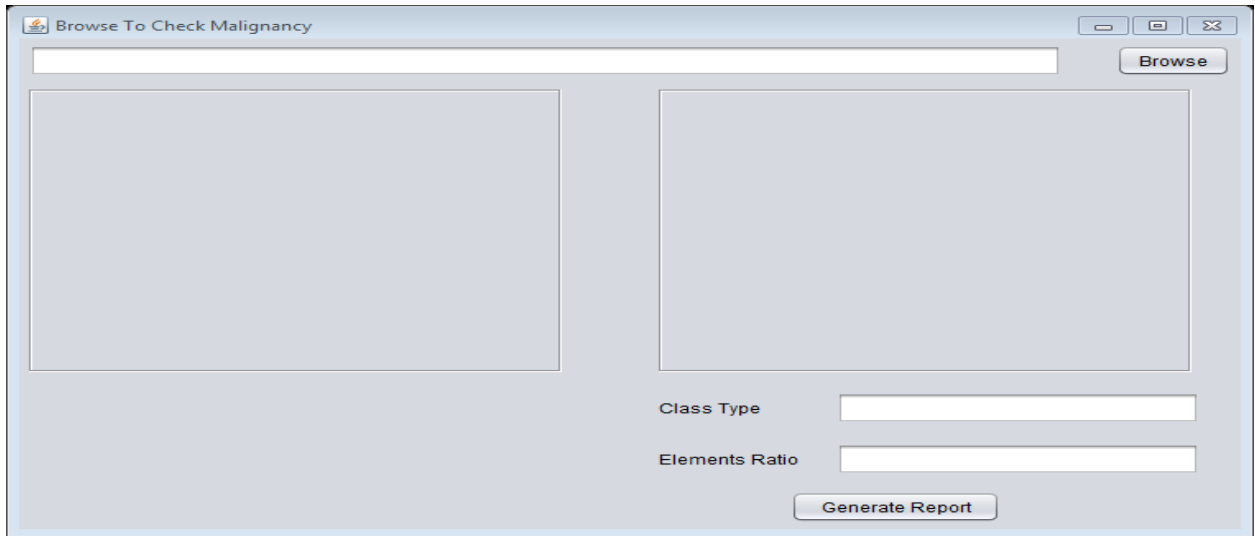 Browse To Check Malignancy
Browse
Class Type
Elements Ratio
Generate Report